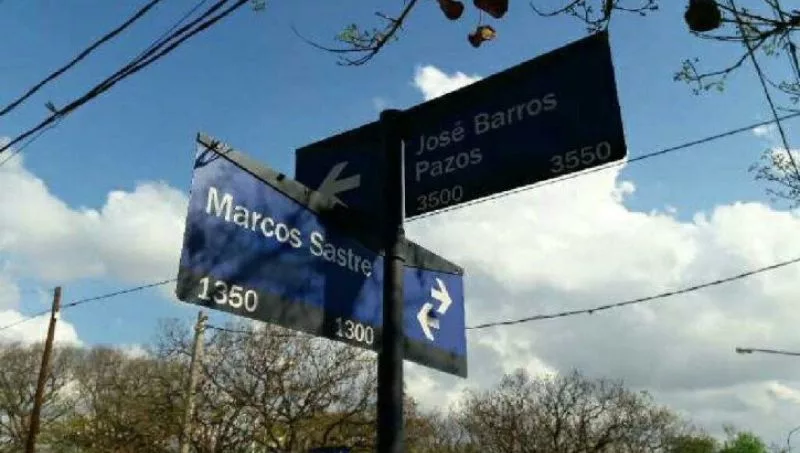 José Barros
Pazos
3500 3550
Marcos Sastre
1350 1300